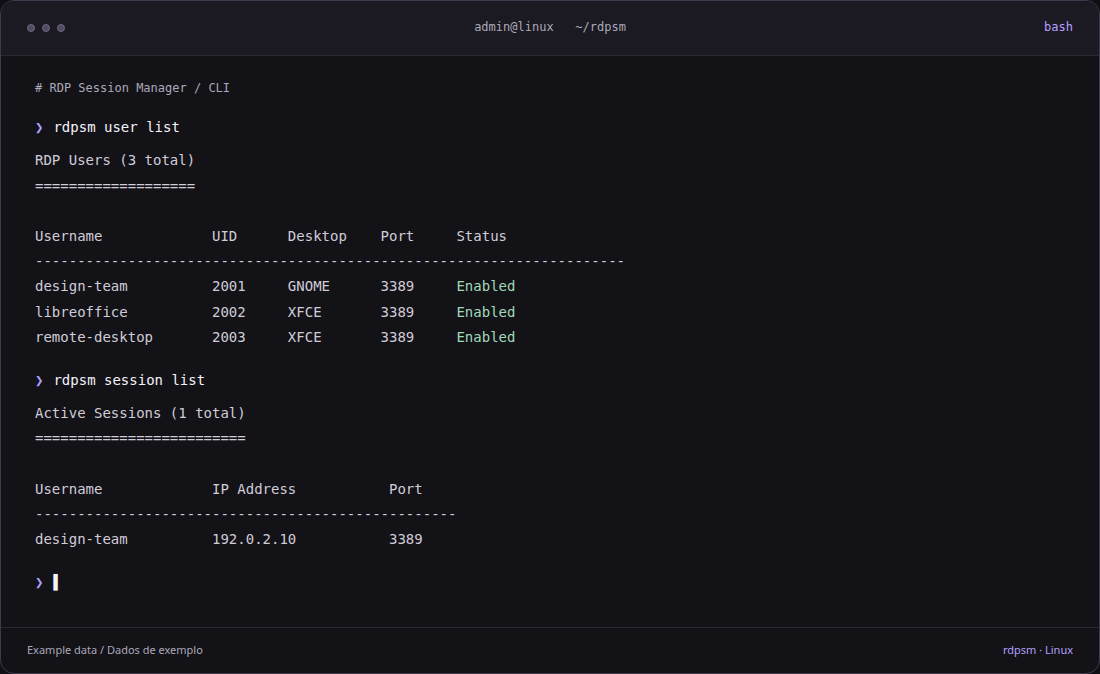 admin@linux ~/rdpsm
bash
# RDP Session Manager / CLI
❯ rdpsm user list
RDP Users (3 total)
===================
Username UID Desktop Port Status
----------------------------------------------------------------------
design-team 2001 GNOME 3389 Enabled
libreoffice 2002 XFCE 3389 Enabled
remote-desktop 2003 XFCE 3389 Enabled
❯ rdpsm session list
Active Sessions (1 total)
=========================
Username IP Address Port
--------------------------------------------------
design-team 192.0.2.10 3389
❯
Example data / Dados de exemplo
rdpsm · Linux